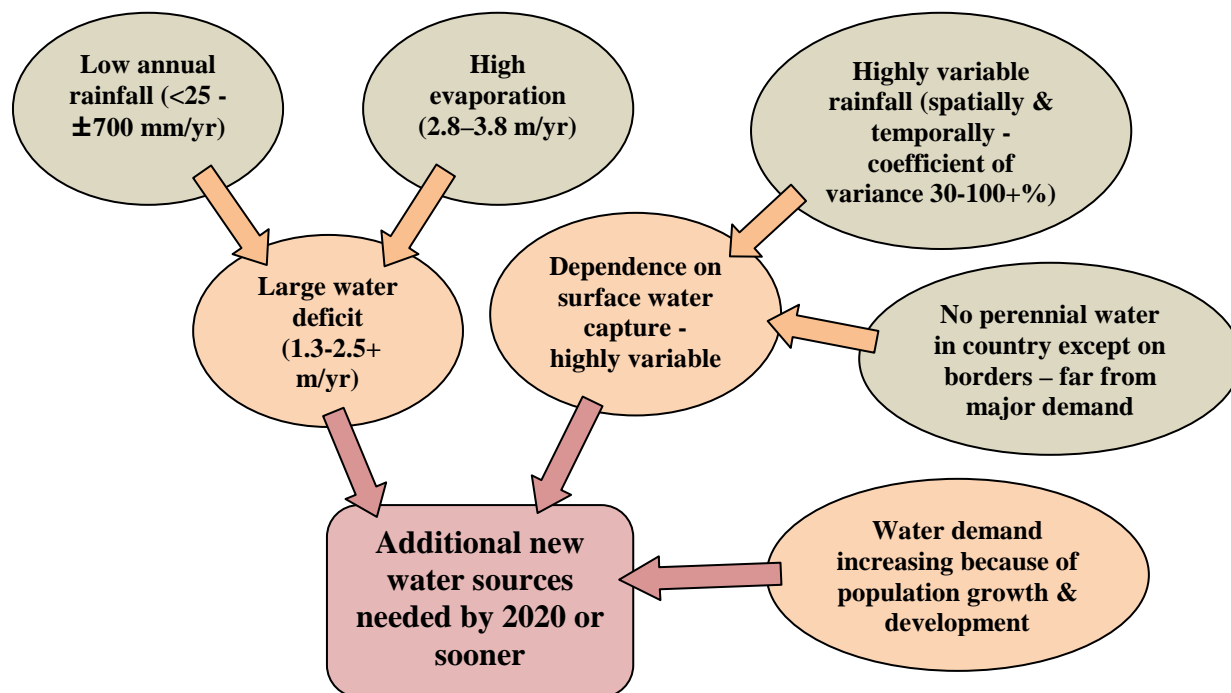 Low annual
rainfall (<25 -
±700 mm/yr)
High
evaporation
(2.8–3.8 m/yr)
Highly variable
rainfall (spatially &
temporally -
coefficient of
variance 30-100+%)
Large water
deficit
(1.3-2.5+
m/yr)
Dependence on
surface water
capture -
highly variable
No perennial water
in country except on
borders – far from
major demand
Additional new
water sources
needed by 2020 or
sooner
Water demand
increasing because of
population growth &
development